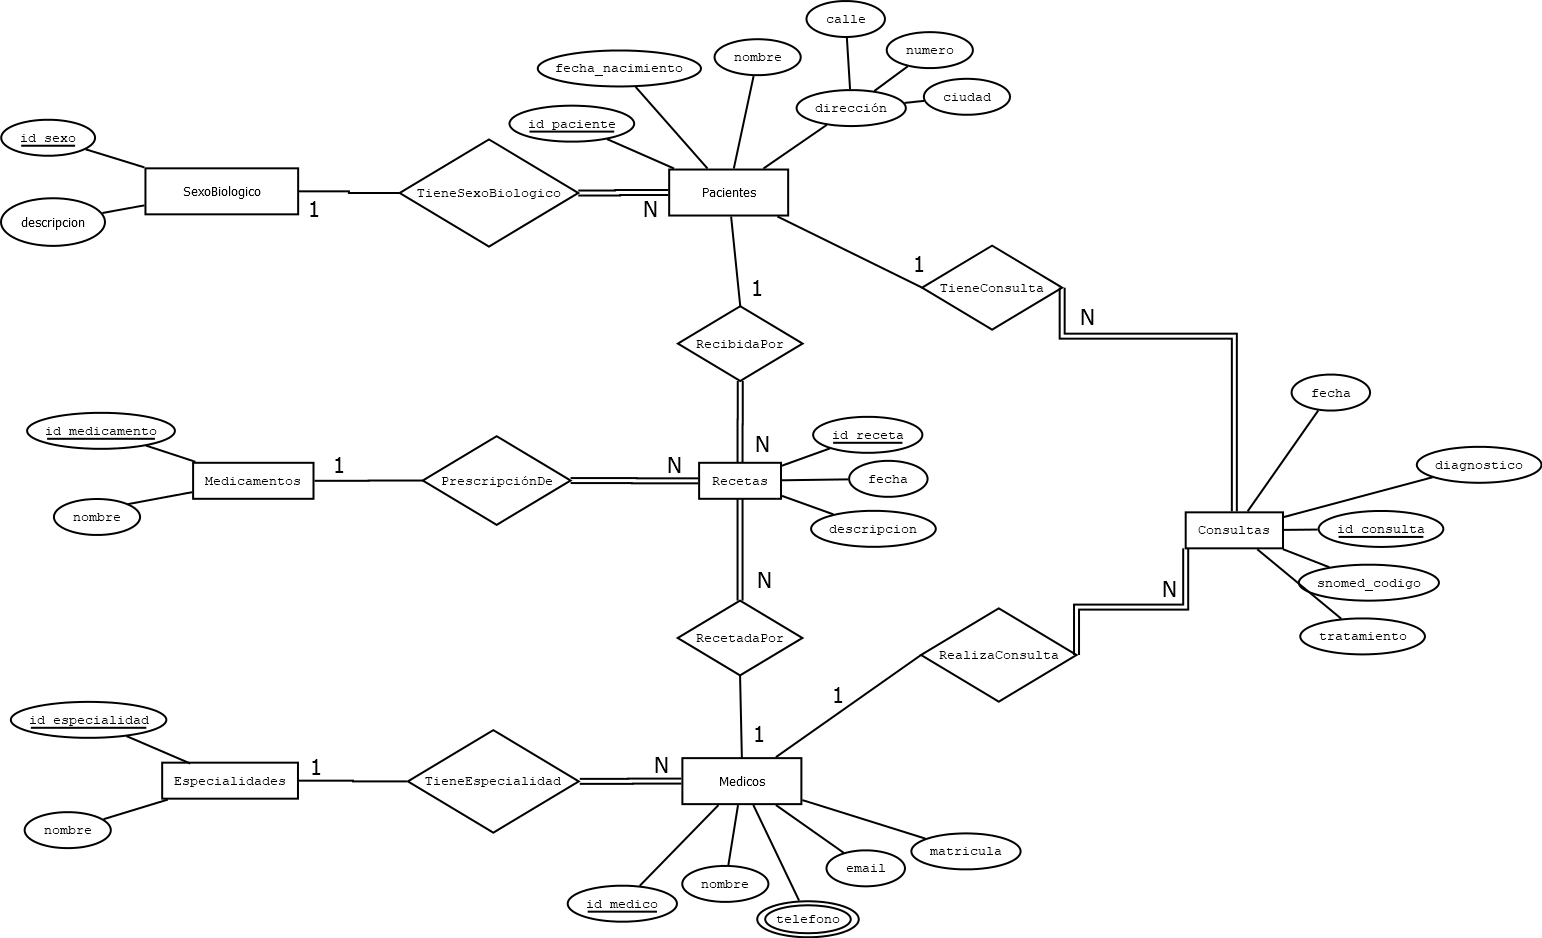 calle
numero
nombre
fecha_nacimiento
ciudad
dirección
id_paciente
id_sexo
SexoBiologico
TieneSexoBiologico
Pacientes
1
N
descripcion
1
TieneConsulta
1
N
RecibidaPor
fecha
id_medicamento
id_receta
N
1
N
diagnostico
Medicamentos
PrescripciónDe
Recetas
fecha
nombre
descripcion
Consultas
id_consulta
N
N
snomed_codigo
RecetadaPor
tratamiento
RealizaConsulta
1
id_especialidad
1
1
N
Especialidades
TieneEspecialidad
Medicos
nombre
matricula
email
nombre
id_medico
telefono